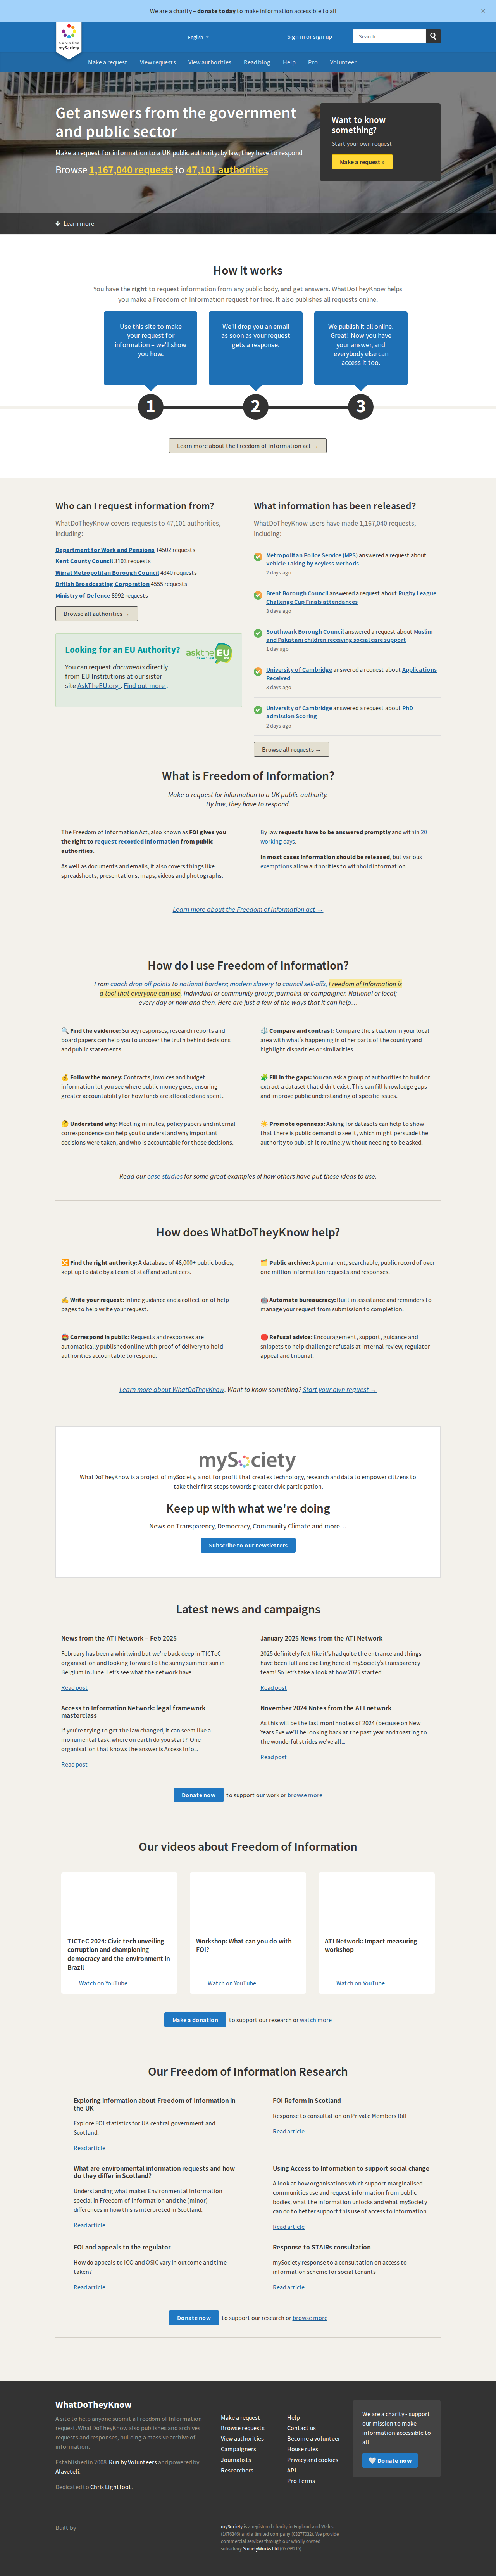 We are a charity – donate today to make information accessible to all
×
English
Sign in or sign up
Search
mySociety
Make a request
View requests
View authorities
Read blog
Help
Pro
Volunteer
Get answers from the government
and public sector
Make a request for information to a UK public authority: by law, they have to respond
Browse 1,167,040 requests to 47,101 authorities
Want to know
something?
Start your own request
Make a request »
Learn more
How it works
You have the right to request information from any public body, and get answers. WhatDoTheyKnow helps
you make a Freedom of Information request for free. It also publishes all requests online.
Use this site to make
your request for
information – we'll show
you how.
We'll drop you an email
as soon as your request
gets a response.
We publish it all online.
Great! Now you have
your answer, and
everybody else can
access it too.
1
2
3
Learn more about the Freedom of Information act →
Who can I request information from?
WhatDoTheyKnow covers requests to 47,101 authorities,
including:
Department for Work and Pensions 14502 requests
Kent County Council 3103 requests
Wirral Metropolitan Borough Council 4340 requests
British Broadcasting Corporation 4555 requests
Ministry of Defence 8992 requests
Browse all authorities →
Looking for an EU Authority?
You can request documents directly
from EU Institutions at our sister
site AskTheEU.org . Find out more .
asktheEU
What information has been released?
WhatDoTheyKnow users have made 1,167,040 requests,
including:
Metropolitan Police Service (MPS) answered a request about
Vehicle Taking by Keyless Methods
2 days ago
Brent Borough Council answered a request about Rugby League
Challenge Cup Finals attendances
3 days ago
Southwark Borough Council answered a request about Muslim
and Pakistani children receiving social care support
1 day ago
University of Cambridge answered a request about Applications
Received
3 days ago
University of Cambridge answered a request about PhD
admission Scoring
2 days ago
Browse all requests →
What is Freedom of Information?
Make a request for information to a UK public authority.
By law, they have to respond.
The Freedom of Information Act, also known as FOI gives you
the right to request recorded information from public
authorities.
As well as documents and emails, it also covers things like
spreadsheets, presentations, maps, videos and photographs.
By law requests have to be answered promptly and within 20
working days.
In most cases information should be released, but various
exemptions allow authorities to withhold information.
Learn more about the Freedom of Information act →
How do I use Freedom of Information?
From coach drop off points to national borders; modern slavery to council sell-offs, Freedom of Information is
a tool that everyone can use. Individual or community group; journalist or campaigner. National or local;
every day or now and then. Here are just a few of the ways that it can help…
Find the evidence: Survey responses, research reports and
board papers can help you to uncover the truth behind decisions
and public statements.
Compare and contrast: Compare the situation in your local
area with what's happening in other parts of the country and
highlight disparities or similarities.
Follow the money: Contracts, invoices and budget
information let you see where public money goes, ensuring
greater accountability for how funds are allocated and spent.
Fill in the gaps: You can ask a group of authorities to build or
extract a dataset that didn't exist. This can fill knowledge gaps
and improve public understanding of specific issues.
Understand why: Meeting minutes, policy papers and internal
correspondence can help you to understand why important
decisions were taken, and who is accountable for those decisions.
Promote openness: Asking for datasets can help to show
that there is public demand to see it, which might persuade the
authority to publish it routinely without needing to be asked.
Read our case studies for some great examples of how others have put these ideas to use.
How does WhatDoTheyKnow help?
Find the right authority: A database of 46,000+ public bodies,
kept up to date by a team of staff and volunteers.
Public archive: A permanent, searchable, public record of over
one million information requests and responses.
Write your request: Inline guidance and a collection of help
pages to help write your request.
Automate bureaucracy: Built in assistance and reminders to
manage your request from submission to completion.
Correspond in public: Requests and responses are
automatically published online with proof of delivery to hold
authorities accountable to respond.
Refusal advice: Encouragement, support, guidance and
snippets to help challenge refusals at internal review, regulator
and appeal tribunal.
Learn more about WhatDoTheyKnow. Want to know something? Start your own request →
mySociety
WhatDoTheyKnow is a project of mySociety, a not for profit that creates technology, research and data to empower citizens to
take their first steps towards greater civic participation.
Keep up with what we're doing
News on Transparency, Democracy, Community Climate and more…
Subscribe to our newsletters
Latest news and campaigns
News from the ATI Network – Feb 2025
February has been a whirlwind but we're back deep in TICTeC
organisation and looking forward to the sunny summer sun in
Belgium in June. Let's see what the network have...
Read post
January 2025 News from the ATI Network
2025 definitely felt like it's had quite the entrance and things
have been full and exciting here at mySociety's transparency
team! So let's take a look at how 2025 started...
Read post
Access to Information Network: legal framework
masterclass
If you're trying to get the law changed, it can seem like a
monumental task: where on earth do you start? One
organisation that knows the answer is Access Info...
Read post
November 2024 Notes from the ATI network
As this will be the last monthnotes of 2024 (because on New
Years Eve we'll be looking back at the past year and toasting to
the wonderful strides we've all...
Read post
Donate now to support our work or browse more
Our videos about Freedom of Information
TICTeC 2024: Civic tech unveiling
corruption and championing
democracy and the environment in
Brazil
Watch on YouTube
Workshop: What can you do with
FOI?
Watch on YouTube
ATI Network: Impact measuring
workshop
Watch on YouTube
Make a donation to support our research or watch more
Our Freedom of Information Research
Exploring information about Freedom of Information in
the UK
Explore FOI statistics for UK central government and
Scotland.
Read article
FOI Reform in Scotland
Response to consultation on Private Members Bill
Read article
What are environmental information requests and how
do they differ in Scotland?
Understanding what makes Environmental Information
special in Freedom of Information and the (minor)
differences in how this is interpreted in Scotland.
Read article
Using Access to Information to support social change
A look at how organisations which support marginalised
communities use and request information from public
bodies, what the information unlocks and what mySociety
can do to better support this use of access to information.
Read article
FOI and appeals to the regulator
How do appeals to ICO and OSIC vary in outcome and time
taken?
Read article
Response to STAIRs consultation
mySociety response to a consultation on access to
information scheme for social tenants
Read article
Donate now to support our research or browse more
WhatDoTheyKnow
A site to help anyone submit a Freedom of Information
request. WhatDoTheyKnow also publishes and archives
requests and responses, building a massive archive of
information.
Established in 2008. Run by Volunteers and powered by
Alaveteli.
Dedicated to Chris Lightfoot.
Make a request
Browse requests
View authorities
Campaigners
Journalists
Researchers
Help
Contact us
Become a volunteer
House rules
Privacy and cookies
API
Pro Terms
We are a charity - support
our mission to make
information accessible to
all
Donate now
Built by
mySociety is a registered charity in England and Wales
(1076346) and a limited company (03277032). We provide
commercial services through our wholly owned
subsidiary SocietyWorks Ltd (05798215).